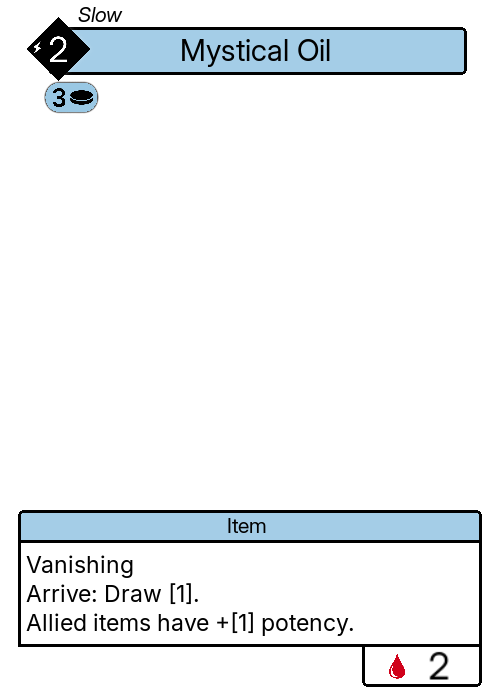 Slow
2
Mystical Oil
3
Item
Vanishing
Arrive: Draw [1].
Allied items have +[1] potency.
2